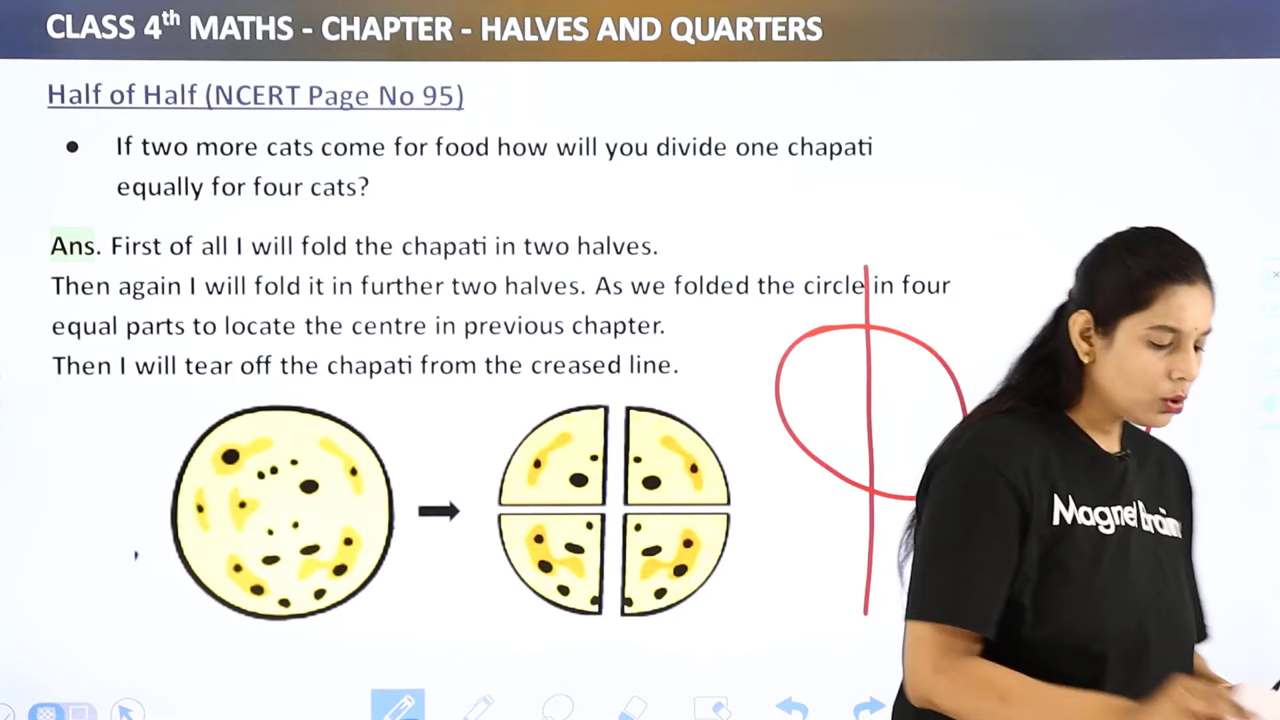 CLASS 4th MATHS - CHAPTER - HALVES AND QUARTERS
Half of Half (NCERT Page No 95)
● If two more cats come for food how will you divide one chapati
equally for four cats?
Ans. First of all I will fold the chapati in two halves.
Then again I will fold it in further two halves. As we folded the circle in four
equal parts to locate the centre in previous chapter.
Then I will tear off the chapati from the creased line.
Magnet Brain